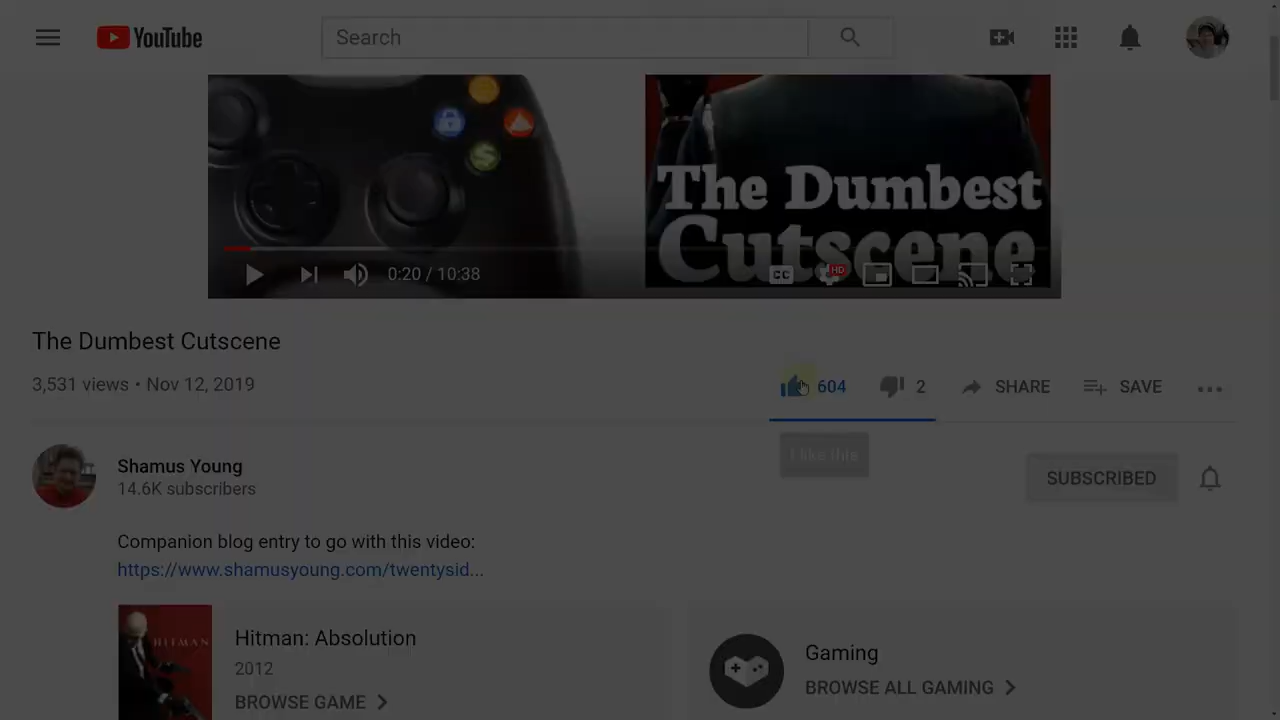 YouTube
Search
The Dumbest
Cutscene
0:20 / 10:38
CC
HD
The Dumbest Cutscene
3,531 views • Nov 12, 2019
604
2
SHARE
SAVE
I like this
Shamus Young
14.6K subscribers
SUBSCRIBED
Companion blog entry to go with this video:
https://www.shamusyoung.com/twentysid...
HITMAN
Hitman: Absolution
2012
BROWSE GAME
Gaming
BROWSE ALL GAMING